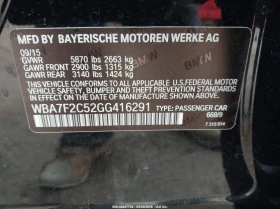 MFD BY BAYERISCHE MOTOREN WERKE AG
09/15
GVWR 5870 lbs 2663 kg
GAWR FRONT 2900 lbs 1315 kg
GAWR REAR 3140 lbs 1424 kg
THIS VEHICLE CONFORMS TO ALL APPLICABLE FEDERAL MOTOR
VEHICLE SAFETY, BUMPER, AND THEFT PREVENTION STANDARDS
IN EFFECT ON THE DATE OF MANUFACTURE SHOWN ABOVE.
WBA7F2C52GG416291 TYPE: PASSENGER CAR
668/9